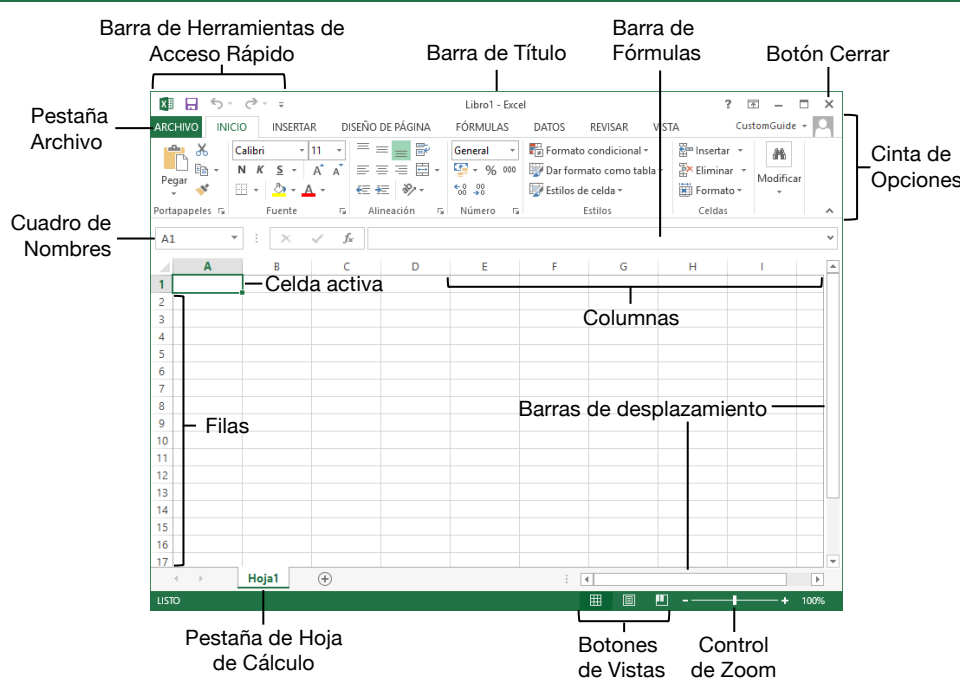 Barra de Herramientas de
Acceso Rápido
Barra de Título
Barra de
Fórmulas
Botón Cerrar
Pestaña
Archivo
Libro1 - Excel
?
ARCHIVO INICIO INSERTAR DISEÑO DE PÁGINA FÓRMULAS DATOS REVISAR VISTA CustomGuide
Pegar
Calibri 11
N K S A A
A
General
% 000
Formato condicional
Dar formato como tabla
Estilos de celda
Insertar
Eliminar
Formato
Modificar
Portapapeles Fuente Alineación Número Estilos Celdas
Cinta de
Opciones
Cuadro de
Nombres
A1
fx
A B C D E F G H I
1
2
3
4
5
6
7
8
9
10
11
12
13
14
15
16
17
Celda activa
Columnas
Barras de desplazamiento
Filas
Hoja1
LISTO
100%
Pestaña de Hoja
de Cálculo
Botones
de Vistas
Control
de Zoom